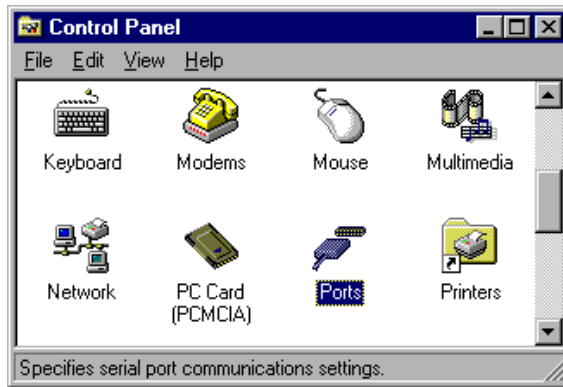 Control Panel
File Edit View Help
Keyboard Modems Mouse Multimedia
Network PC Card (PCMCIA) Ports Printers
Specifies serial port communications settings.